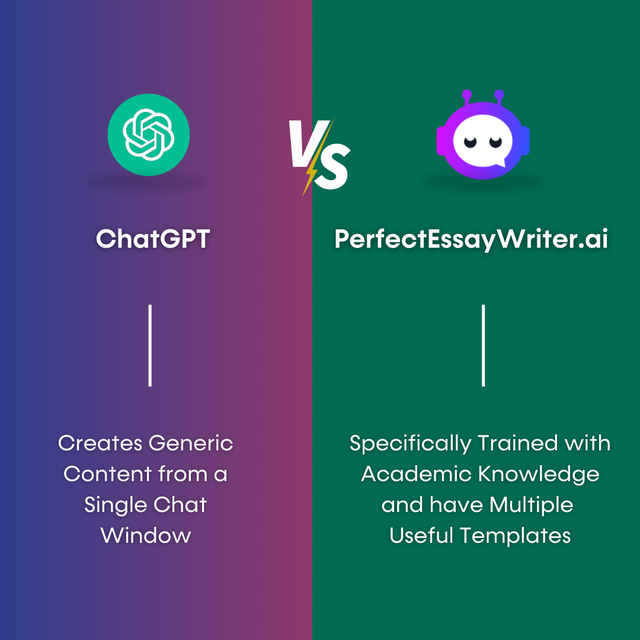 VS
ChatGPT
PerfectEssayWriter.ai
Creates Generic
Content from a
Single Chat
Window
Specifically Trained with
Academic Knowledge
and have Multiple
Useful Templates